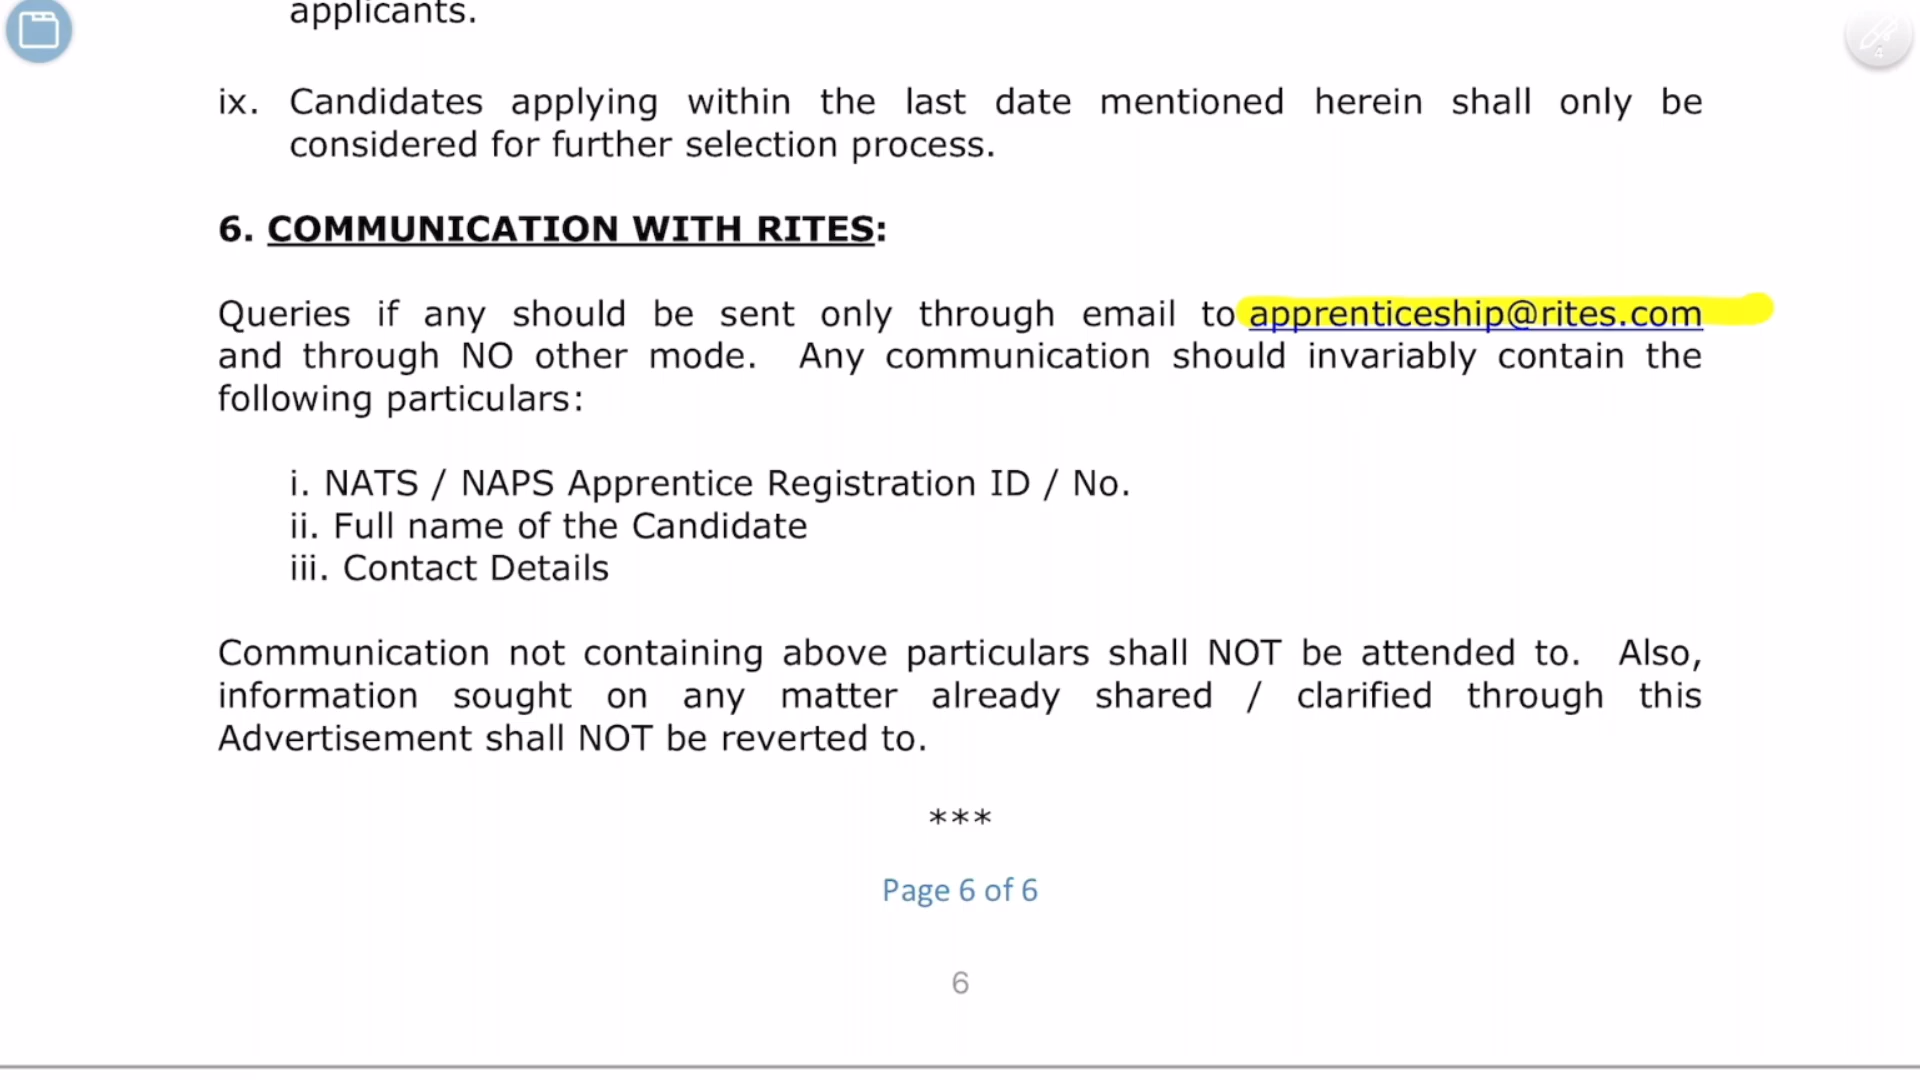 applicants.
ix. Candidates applying within the last date mentioned herein shall only be
considered for further selection process.
6. COMMUNICATION WITH RITES:
Queries if any should be sent only through email to apprenticeship@rites.com
and through NO other mode. Any communication should invariably contain the
following particulars:
i. NATS / NAPS Apprentice Registration ID / No.
ii. Full name of the Candidate
iii. Contact Details
Communication not containing above particulars shall NOT be attended to. Also,
information sought on any matter already shared / clarified through this
Advertisement shall NOT be reverted to.
***
Page 6 of 6
6
4